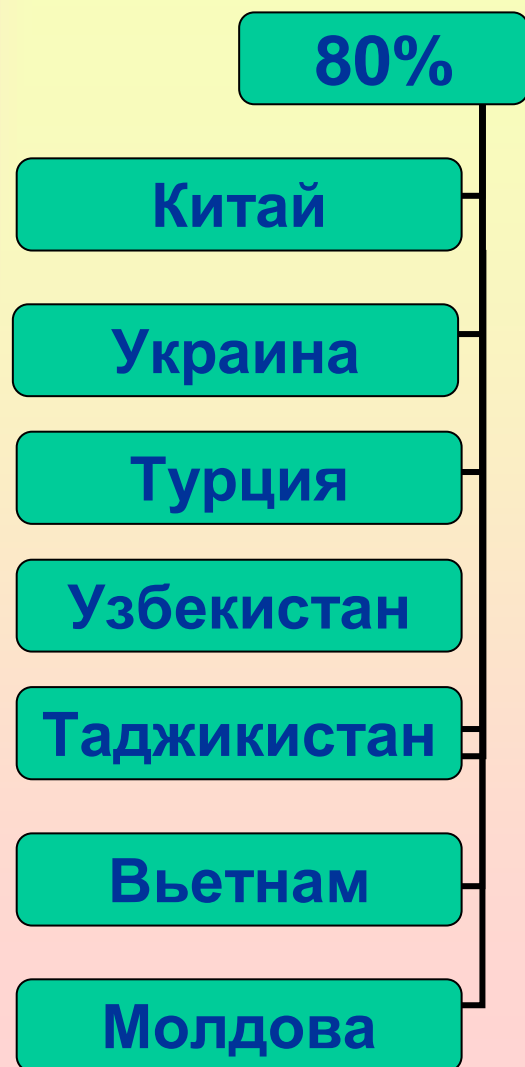 80%
Китай
Украина
Турция
Узбекистан
Таджикистан
Вьетнам
Молдова